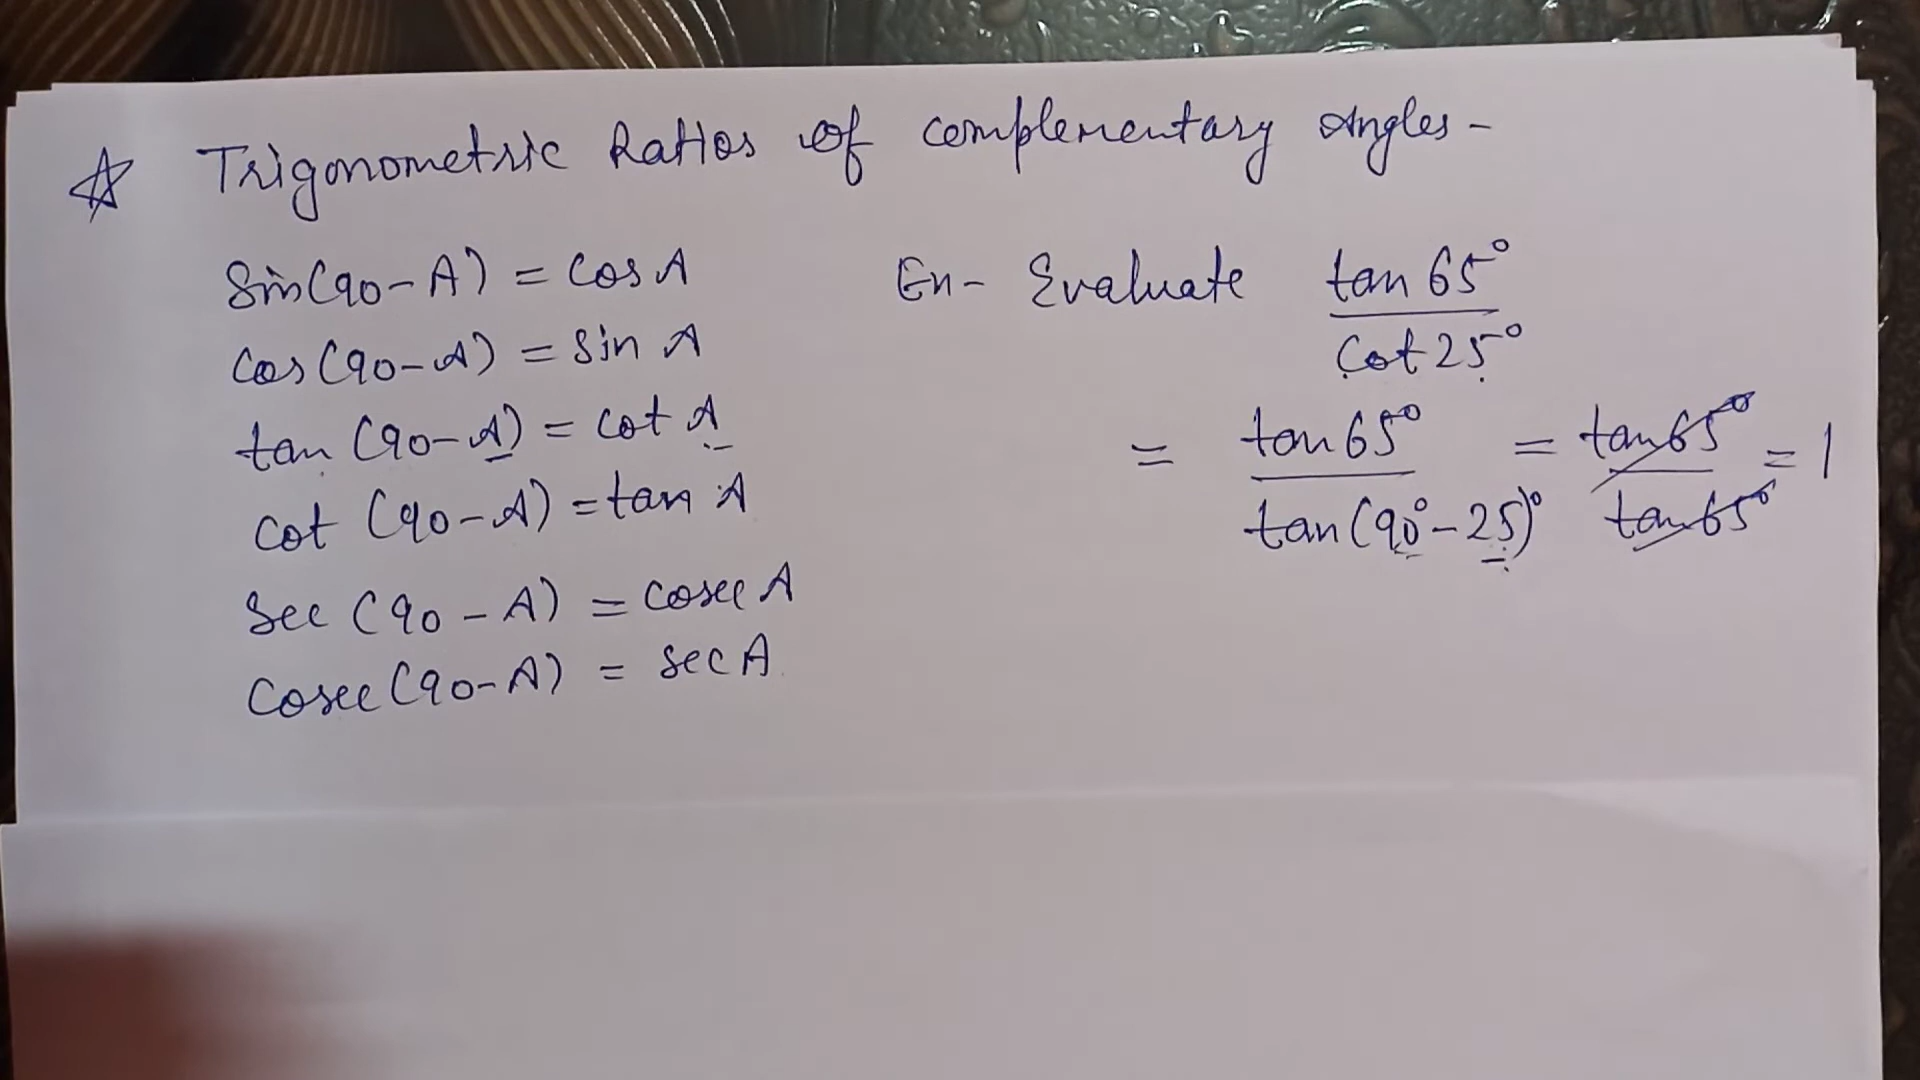 ☆ Trigonometric Ratios of complementary Angles -
Sin(90-A) = Cos A
Cos(90-A) = Sin A
tan (90-A) = cot A
cot (90-A) = tan A
Sec (90-A) = cosec A
Cosec (90-A) = sec A
Ex- Evaluate tan 65° / Cot 25°
= tan 65° / tan(90°-25)° = tan 65° / tan 65° = 1